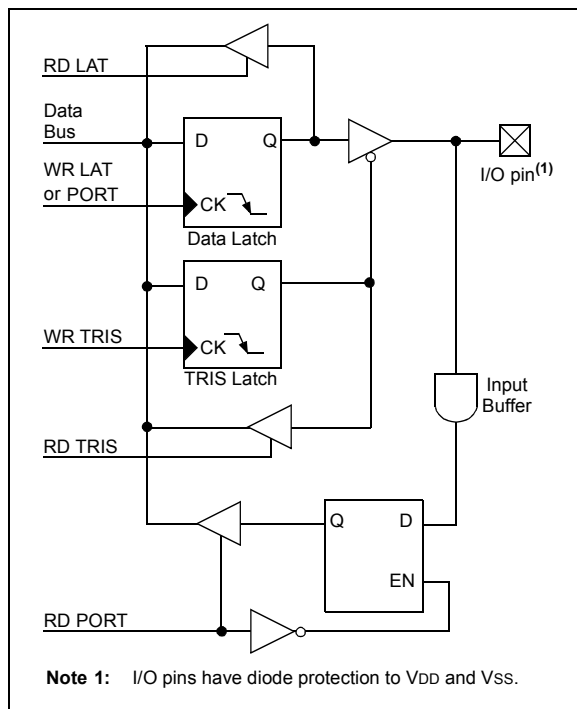 RD LAT
Data
Bus
D Q
WR LAT
or PORT
I/O pin(1)
CK
Data Latch
D Q
WR TRIS
CK
TRIS Latch
Input
Buffer
RD TRIS
Q D
EN
RD PORT
Note 1: I/O pins have diode protection to VDD and VSS.